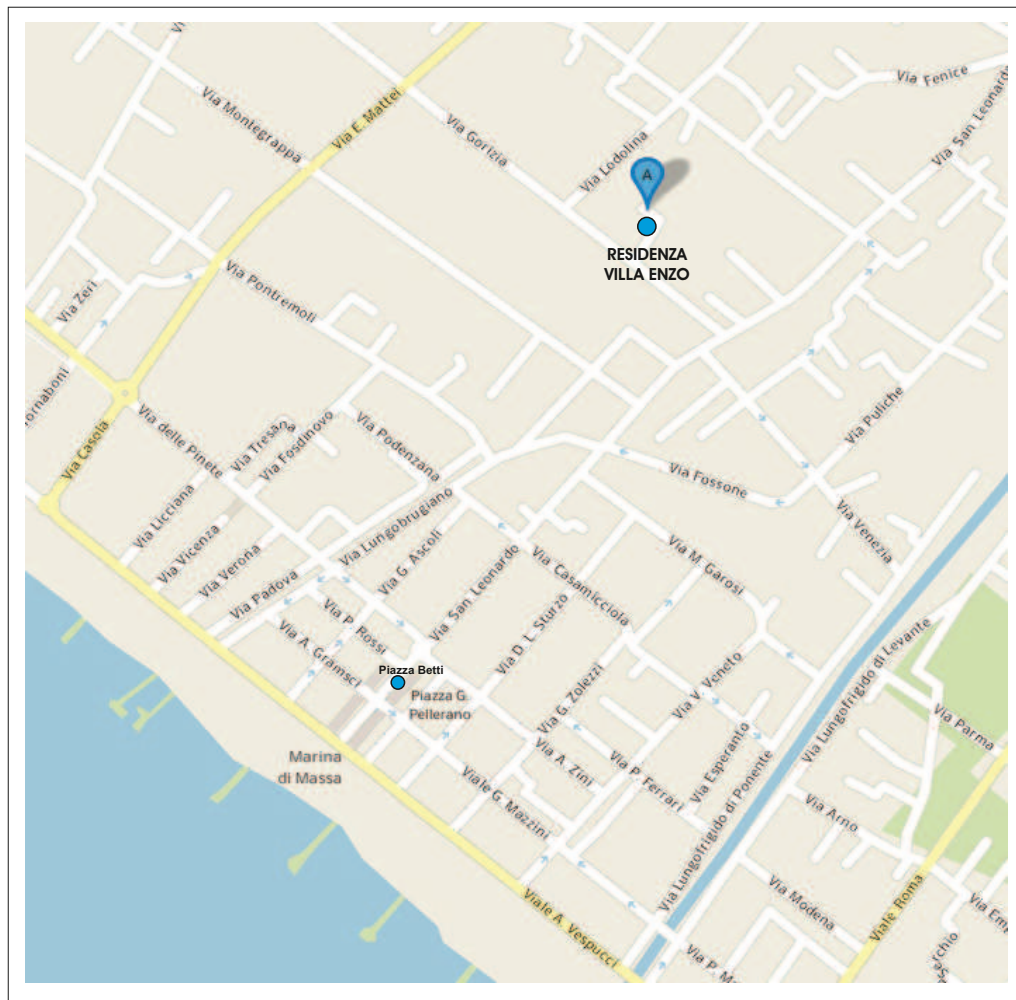 Via Fenice
Via San Leonardo
Via Montegrappa
Via E. Mattei
Via Gorizia
Via Lodolina
A
RESIDENZA
VILLA ENZO
Via Pontremoli
Via Zeri
Via Casola
Via delle Pinete
Via Tresana
Via Fosdinovo
Via Podenzana
Via Puliche
Via Fossone
Via Licciana
Via Vicenza
Via Verona
Via Padova
Via Lungobrugiano
Via G. Ascoli
Via San Leonardo
Via Casamicciola
Via M. Garosi
Via Venezia
Via P. Rossi
Via A. Gramsci
Piazza Betti
Piazza G.
Pellerano
Via D. L. Sturzo
Via G. Zolezzi
Via V. Veneto
Via Esperanto
Via Lungofrigido di Levante
Via Parma
Marina
di Massa
Via A. Zini
Via P. Ferrari
Viale G. Mazzini
Via Lungofrigido di Ponente
Via Arno
Via Modena
Viale Roma
Viale A. Vespucci
Via P. M
Via Em